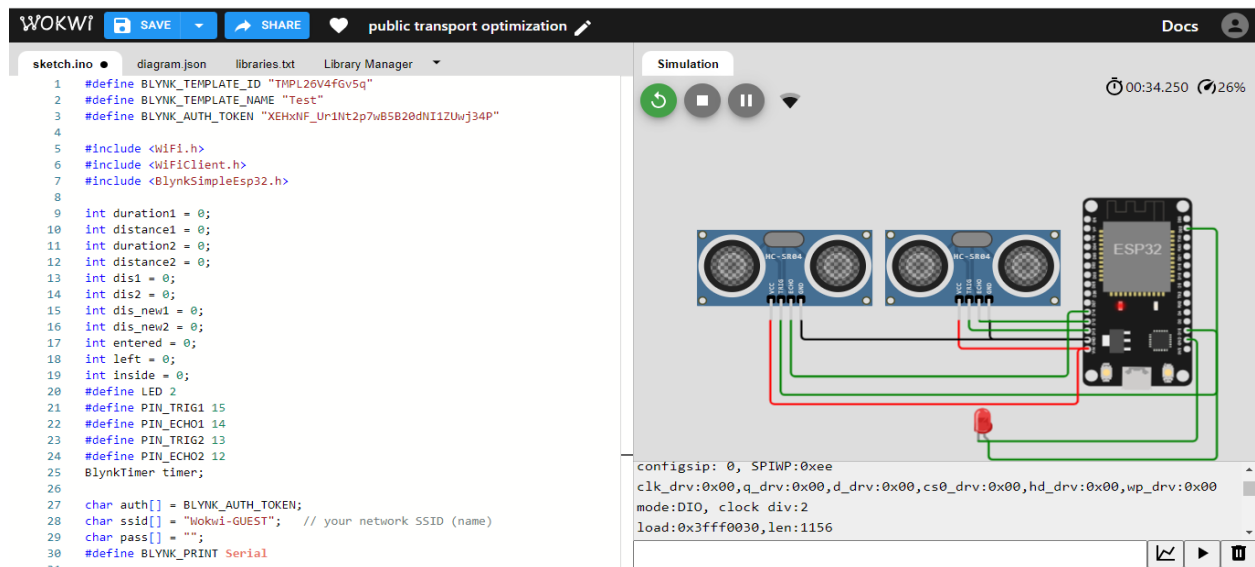 WOKWi SAVE SHARE public transport optimization Docs
sketch.ino ● diagram.json libraries.txt Library Manager
1 #define BLYNK_TEMPLATE_ID "TMPL26V4fGv5q"
2 #define BLYNK_TEMPLATE_NAME "Test"
3 #define BLYNK_AUTH_TOKEN "XEHxNF_Ur1Nt2p7wB5B20dNI1ZUwj34P"
4
5 #include <WiFi.h>
6 #include <WiFiClient.h>
7 #include <BlynkSimpleEsp32.h>
8
9 int duration1 = 0;
10 int distance1 = 0;
11 int duration2 = 0;
12 int distance2 = 0;
13 int dis1 = 0;
14 int dis2 = 0;
15 int dis_new1 = 0;
16 int dis_new2 = 0;
17 int entered = 0;
18 int left = 0;
19 int inside = 0;
20 #define LED 2
21 #define PIN_TRIG1 15
22 #define PIN_ECHO1 14
23 #define PIN_TRIG2 13
24 #define PIN_ECHO2 12
25 BlynkTimer timer;
26
27 char auth[] = BLYNK_AUTH_TOKEN;
28 char ssid[] = "Wokwi-GUEST"; // your network SSID (name)
29 char pass[] = "";
30 #define BLYNK_PRINT Serial
Simulation
00:34.250 26%
HC-SR04
VCC TRIG ECHO GND
HC-SR04
VCC TRIG ECHO GND
ESP32
configsip: 0, SPIWP:0xee
clk_drv:0x00,q_drv:0x00,d_drv:0x00,cs0_drv:0x00,hd_drv:0x00,wp_drv:0x00
mode:DIO, clock div:2
load:0x3fff0030,len:1156